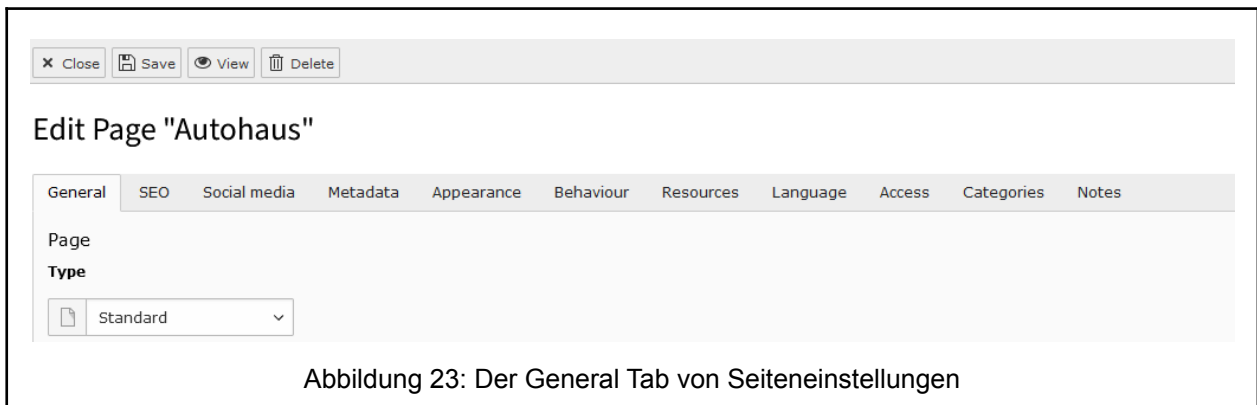 Close Save View Delete
Edit Page "Autohaus"
General SEO Social media Metadata Appearance Behaviour Resources Language Access Categories Notes
Page
Type
Standard
Abbildung 23: Der General Tab von Seiteneinstellungen